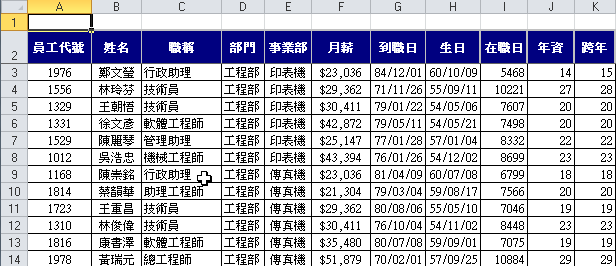 A B C D E F G H I J K
1
2 員工代號 姓名 職稱 部門 事業部 月薪 到職日 生日 在職日 年資 跨年
3 1976 鄭文瑩 行政助理 工程部 印表機 $23,036 84/12/01 60/10/09 5468 14 15
4 1556 林玲芬 技術員 工程部 印表機 $29,362 71/11/26 55/09/11 10221 27 28
5 1329 王朝梧 技術員 工程部 印表機 $30,411 79/01/22 54/05/06 7607 20 20
6 1331 徐文彥 軟體工程師 工程部 印表機 $42,872 79/05/11 54/05/21 7498 20 20
7 1529 陳麗琴 管理助理 工程部 印表機 $25,147 77/01/28 57/01/04 8332 22 22
8 1012 吳浩忠 機械工程師 工程部 印表機 $43,394 76/01/26 54/12/02 8699 23 23
9 1168 陳崇銘 行政助理 工程部 傳真機 $23,036 81/04/09 60/07/08 6799 18 18
10 1814 蔡韻華 助理工程師 工程部 傳真機 $21,304 79/03/04 59/08/17 7566 20 20
11 1723 王重昌 技術員 工程部 傳真機 $29,362 80/08/06 55/05/10 7046 19 19
12 1310 林俊偉 技術員 工程部 傳真機 $30,411 76/10/04 54/11/02 8448 23 23
13 1816 康書澤 軟體工程師 工程部 傳真機 $35,480 80/07/08 59/09/01 7075 19 19
14 1978 黃瑞元 總工程師 工程部 傳真機 $51,879 70/02/01 57/09/25 10884 29 29